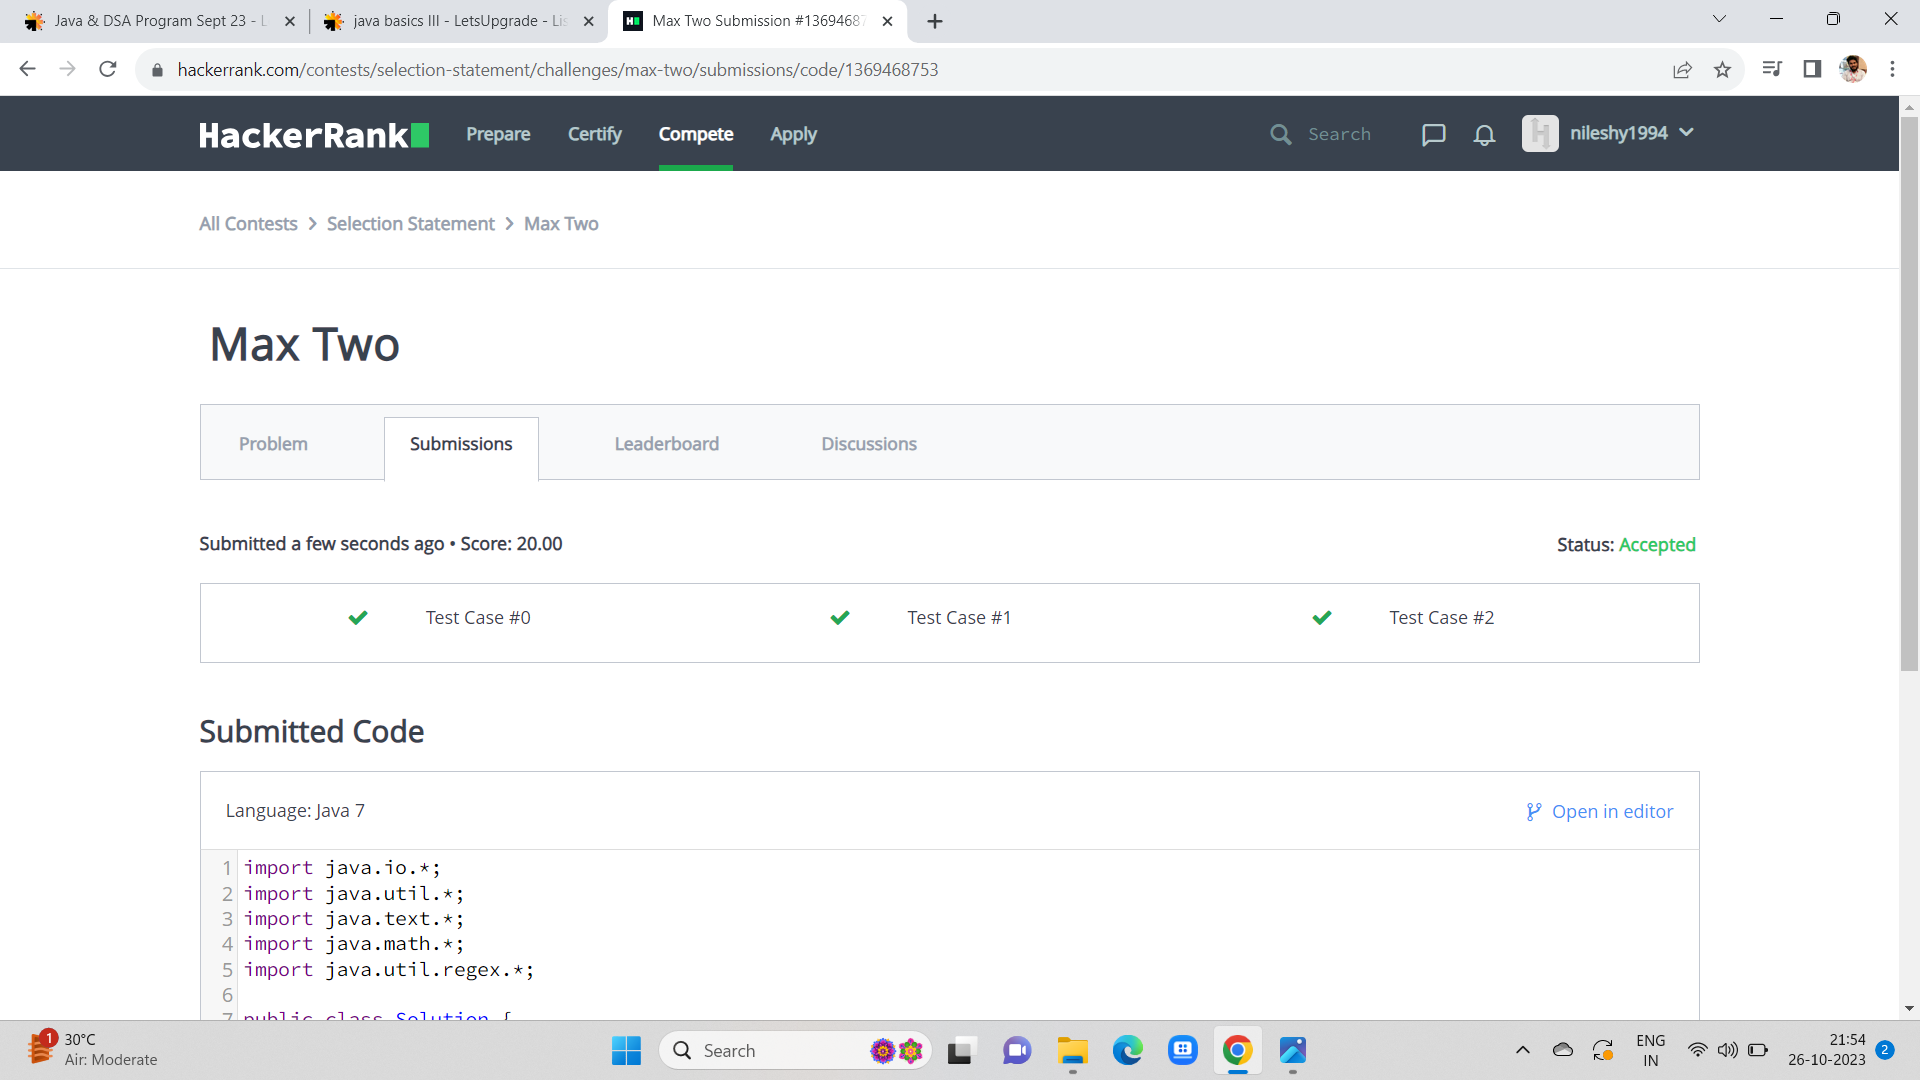 Java & DSA Program Sept 23 - L
java basics III - LetsUpgrade - Lis
Max Two Submission #13694687
hackerrank.com/contests/selection-statement/challenges/max-two/submissions/code/1369468753
HackerRank
Prepare
Certify
Compete
Apply
Search
nileshy1994
All Contests > Selection Statement > Max Two
Max Two
Problem
Submissions
Leaderboard
Discussions
Submitted a few seconds ago • Score: 20.00
Status: Accepted
Test Case #0
Test Case #1
Test Case #2
Submitted Code
Language: Java 7
Open in editor
1 import java.io.*;
2 import java.util.*;
3 import java.text.*;
4 import java.math.*;
5 import java.util.regex.*;
6
7 public class Solution {
1
30°C
Air: Moderate
Search
ENG
IN
21:54
26-10-2023
2